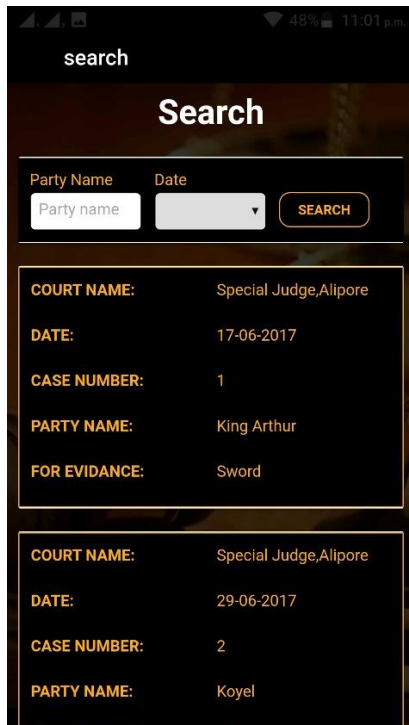 48% 11:01 p.m.
search
Search
Party Name Date
Party name SEARCH
COURT NAME: Special Judge,Alipore
DATE: 17-06-2017
CASE NUMBER: 1
PARTY NAME: King Arthur
FOR EVIDANCE: Sword
COURT NAME: Special Judge,Alipore
DATE: 29-06-2017
CASE NUMBER: 2
PARTY NAME: Koyel